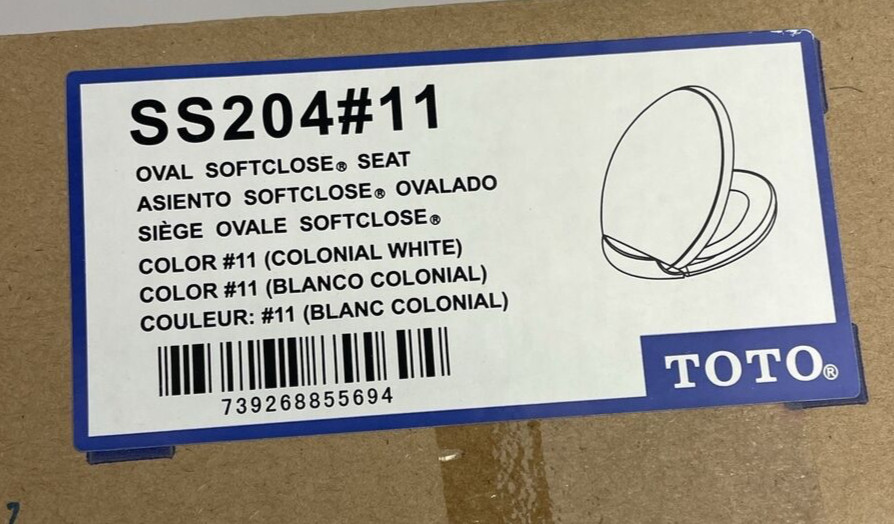 SS204#11
OVAL SOFTCLOSE® SEAT
ASIENTO SOFTCLOSE® OVALADO
SIÈGE OVALE SOFTCLOSE®
COLOR #11 (COLONIAL WHITE)
COLOR #11 (BLANCO COLONIAL)
COULEUR: #11 (BLANC COLONIAL)
739268855694
TOTO®